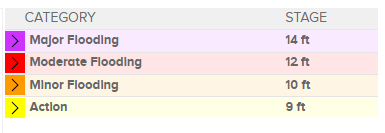 CATEGORY STAGE
Major Flooding 14 ft
Moderate Flooding 12 ft
Minor Flooding 10 ft
Action 9 ft